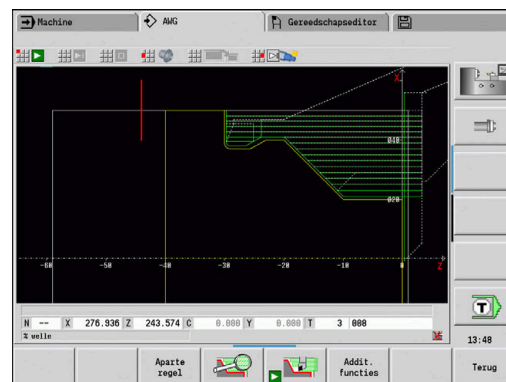 Machine
AWG
Gereedschapseditor
X
ø40
ø20
-60 -50 -40 -30 -20 -10 0 Z
N -- X 276.936 Z 243.574 C 0.000 Y 0.000 T 3 008
% welle
T
13:48
Aparte regel
Addit. functies
Terug